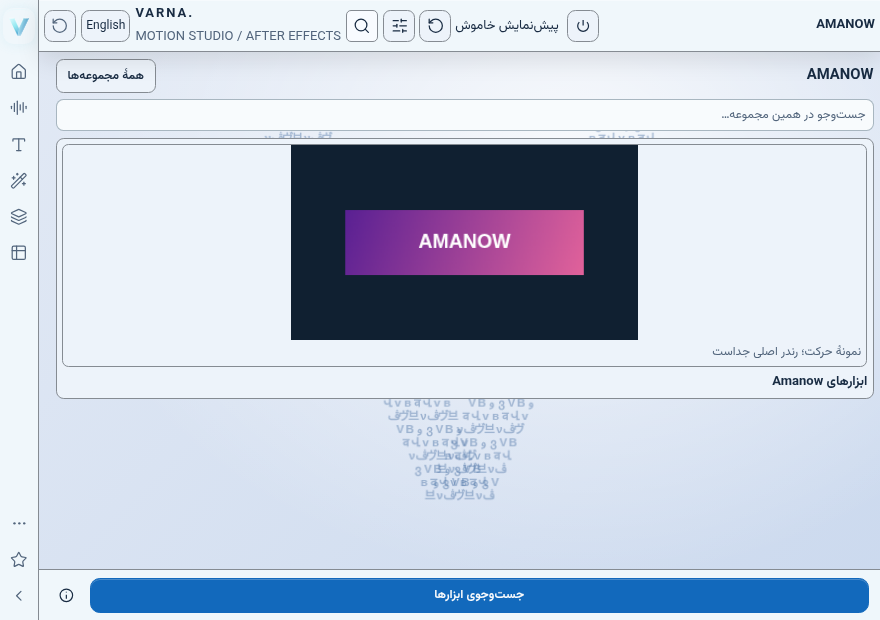 English
VARNA.
MOTION STUDIO / AFTER EFFECTS
پیش‌نمایش خاموش
AMANOW
همهٔ مجموعه‌ها
AMANOW
جست‌وجو در همین مجموعه…
AMANOW
نمونهٔ حرکت؛ رندر اصلی جداست
ابزارهای Amanow
جست‌وجوی ابزارها